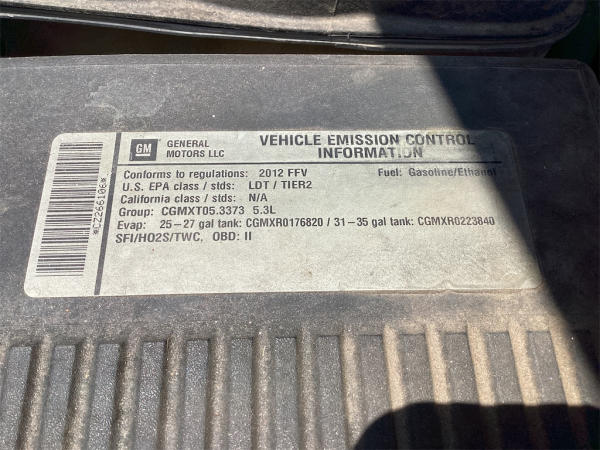 GM
GENERAL
MOTORS LLC
VEHICLE EMISSION CONTROL
INFORMATION
Conforms to regulations: 2012 FFV Fuel: Gasoline/Ethanol
U.S. EPA class / stds: LDT / TIER2
California class / stds: N/A
Group: CGMXT05.3373 5.3L
Evap: 25-27 gal tank: CGMXR0176820 / 31-35 gal tank: CGMXR0223840
SFI/HO2S/TWC, OBD: II
*CZ266106*